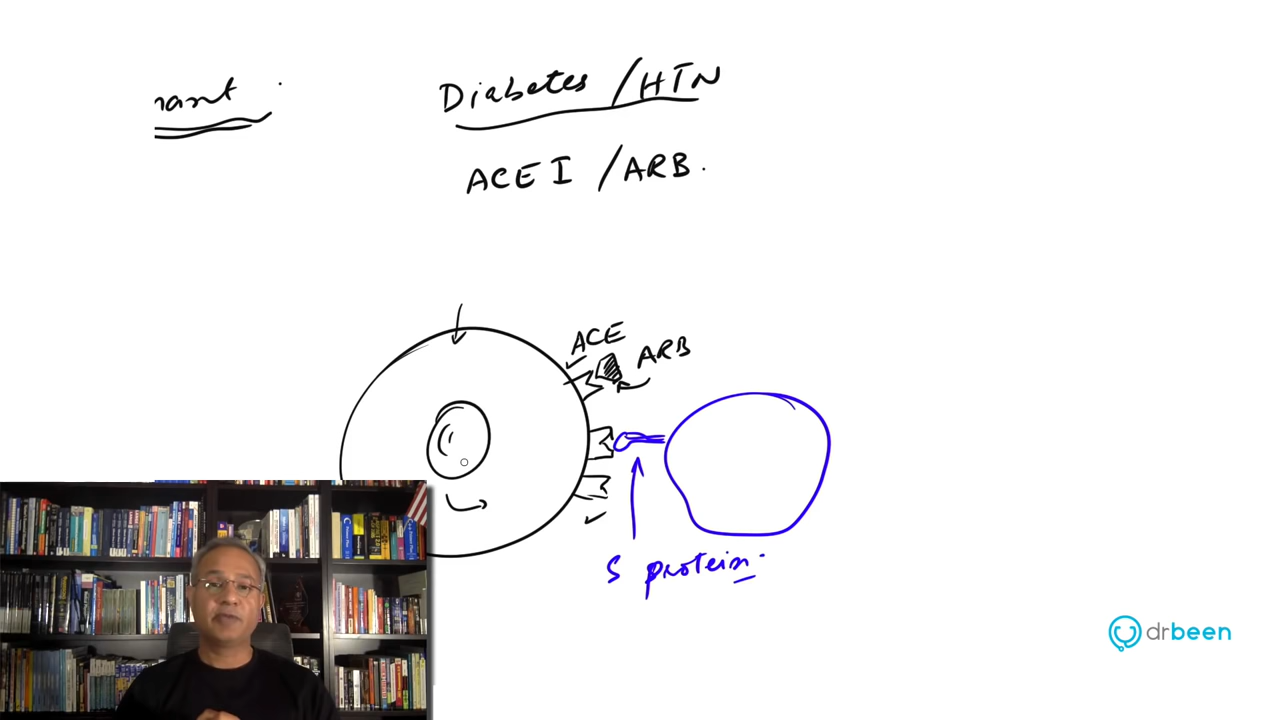 Diabetes / HTN
ACE I / ARB.
ACE
ARB
S protein.
drbeen